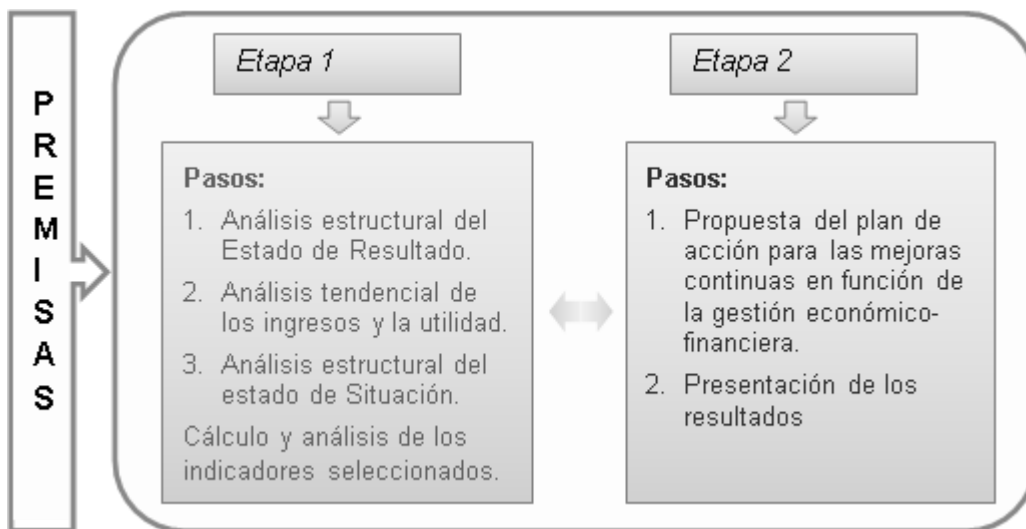 PREMISAS
Etapa 1
Pasos:
1. Análisis estructural del
Estado de Resultado.
2. Análisis tendencial de
los ingresos y la utilidad.
3. Análisis estructural del
estado de Situación.
Cálculo y análisis de los
indicadores seleccionados.
Etapa 2
Pasos:
1. Propuesta del plan de
acción para las mejoras
continuas en función de
la gestión económico-
financiera.
2. Presentación de los
resultados